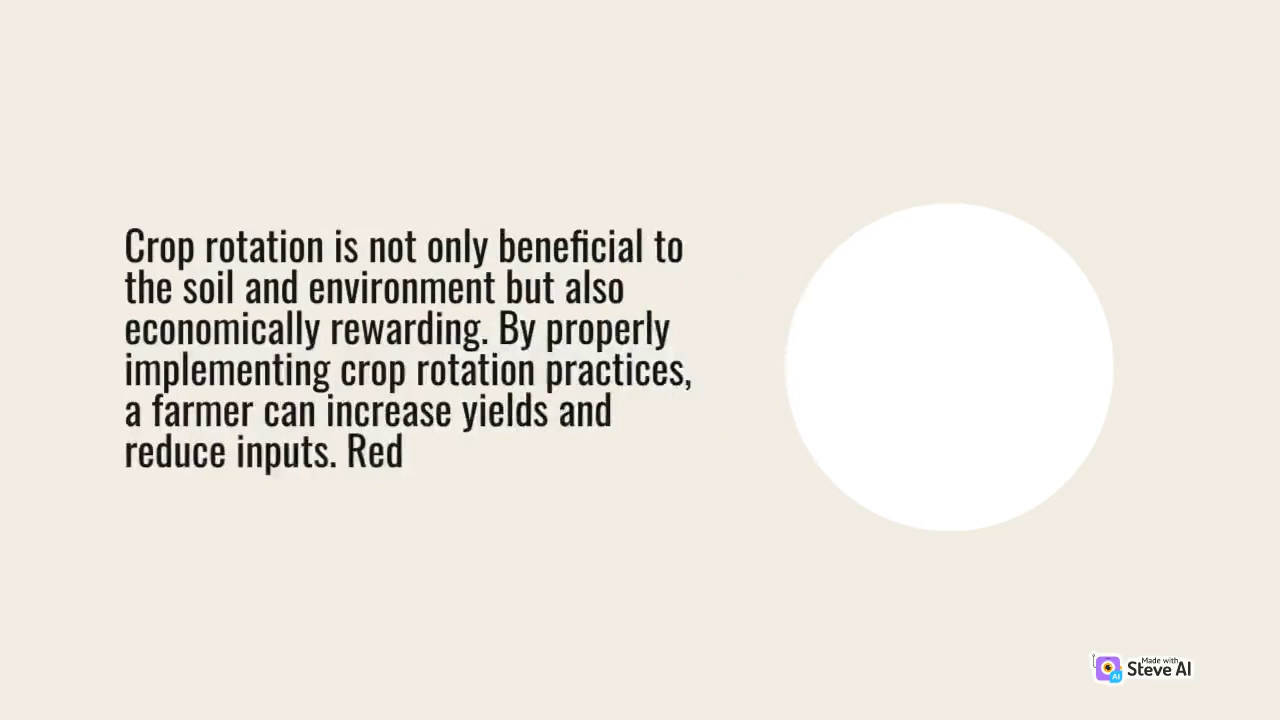 Crop rotation is not only beneficial to
the soil and environment but also
economically rewarding. By properly
implementing crop rotation practices,
a farmer can increase yields and
reduce inputs. Red
Made with
Steve AI
AI